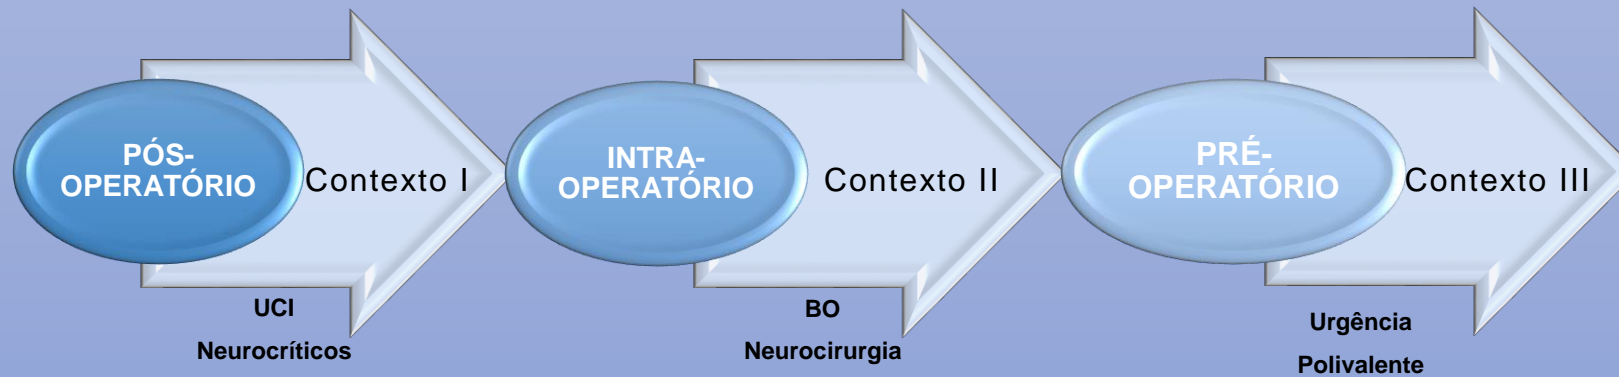 PÓS-
OPERATÓRIO
Contexto I
UCI
Neurocríticos
INTRA-
OPERATÓRIO
Contexto II
BO
Neurocirurgia
PRÉ-
OPERATÓRIO
Contexto III
Urgência
Polivalente